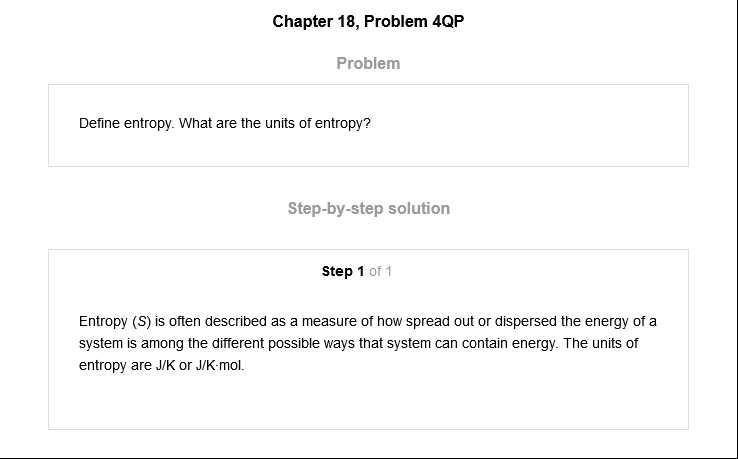 Chapter 18, Problem 4QP
Problem
Define entropy. What are the units of entropy?
Step-by-step solution
Step 1 of 1
Entropy (S) is often described as a measure of how spread out or dispersed the energy of a
system is among the different possible ways that system can contain energy. The units of
entropy are J/K or J/K·mol.